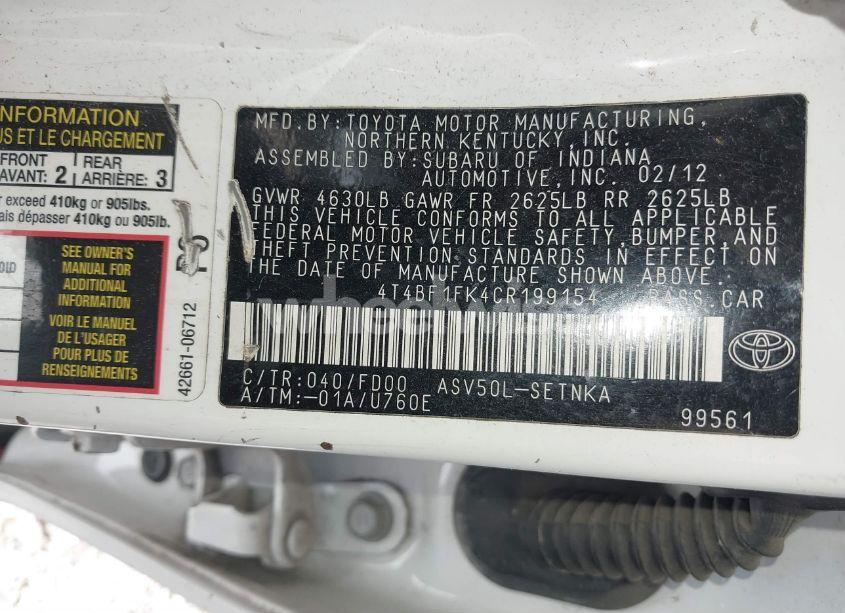 INFORMATION
US ET LE CHARGEMENT
FRONT
AVANT: 2
REAR
ARRIÈRE: 3
r exceed 410kg or 905lbs.
ais dépasser 410kg ou 905lb.
SEE OWNER'S
MANUAL FOR
ADDITIONAL
INFORMATION
VOIR LE MANUEL
DE L'USAGER
POUR PLUS DE
RENSEIGNEMENTS
42661-06712
MFD.BY:TOYOTA MOTOR MANUFACTURING,
NORTHERN KENTUCKY,INC.
ASSEMBLED BY:SUBARU OF INDIANA
AUTOMOTIVE,INC. 02/12
GVWR 4630LB GAWR FR 2625LB RR 2625LB
THIS VEHICLE CONFORMS TO ALL APPLICABLE
FEDERAL MOTOR VEHICLE SAFETY,BUMPER,AND
THEFT PREVENTION STANDARDS IN EFFECT ON
THE DATE OF MANUFACTURE SHOWN ABOVE.
4T4BF1FK4CR199154 PASS.CAR
C/TR:040/FD00 ASV50L-SETNKA
A/TM:-01A/U760E
99561